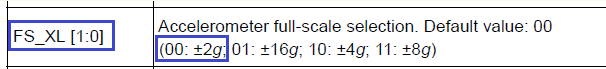 FS_XL [1:0]
Accelerometer full-scale selection. Default value: 00
(00: ±2g; 01: ±16g; 10: ±4g; 11: ±8g)